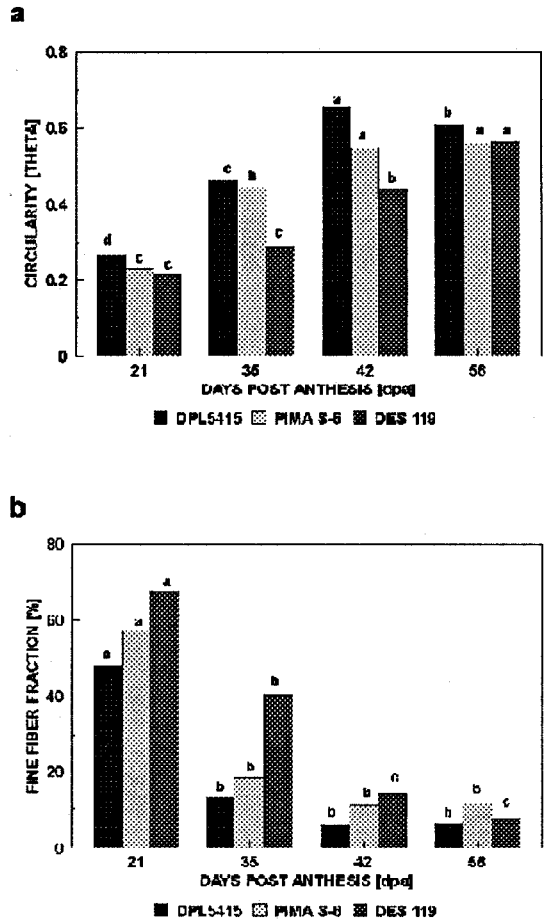 a
0.8
0.6
0.4
0.2
0
CIRCULARITY [THETA]
d
c
c
c
b
c
a
a
b
b
a
a
21
35
42
56
DAYS POST ANTHESIS [dpa]
DPL5415 PIMA S-6 DES 119
b
80
60
40
20
0
FINE FIBER FRACTION [%]
a
a
a
b
b
b
b
b
c
b
b
c
21
35
42
56
DAYS POST ANTHESIS [dpa]
DPL5415 PIMA S-6 DES 119